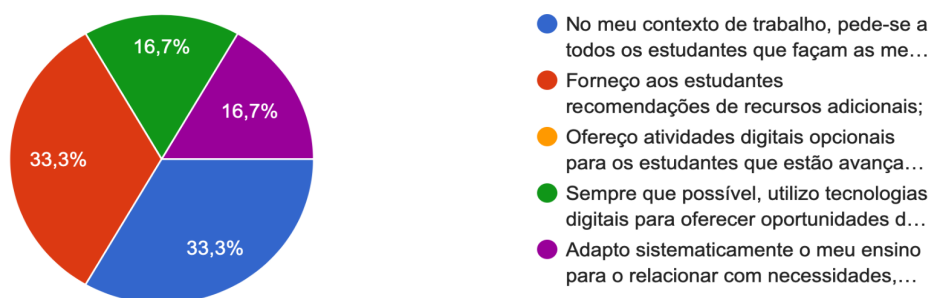 16,7%
16,7%
33,3%
33,3%
No meu contexto de trabalho, pede-se a
todos os estudantes que façam as me…
Forneço aos estudantes
recomendações de recursos adicionais;
Ofereço atividades digitais opcionais
para os estudantes que estão avança…
Sempre que possível, utilizo tecnologias
digitais para oferecer oportunidades d…
Adapto sistematicamente o meu ensino
para o relacionar com necessidades,…